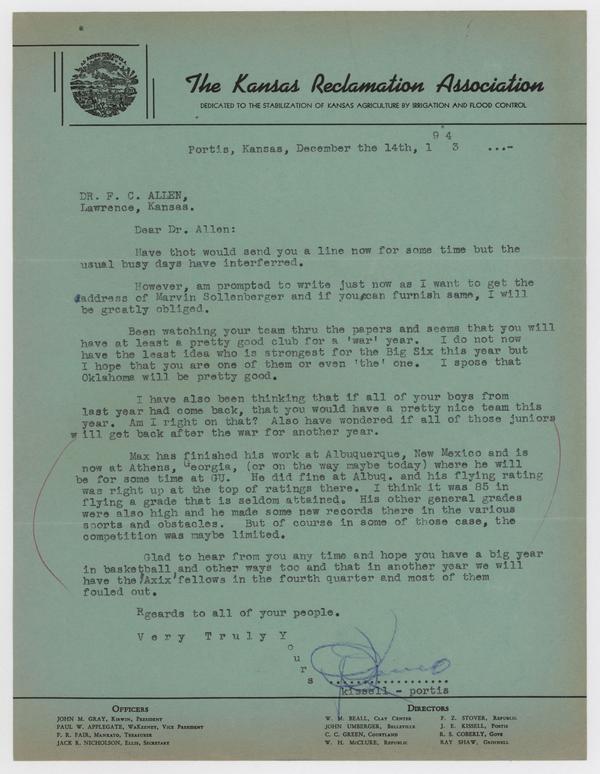 The Kansas Reclamation Association
DEDICATED TO THE STABILIZATION OF KANSAS AGRICULTURE BY IRRIGATION AND FLOOD CONTROL
9 4
Portis, Kansas, December the 14th, 1 3 ...-
DR. F. C. ALLEN,
Lawrence, Kansas.
Dear Dr. Allen:
Have thot would send you a line now for some time but the
usual busy days have interferred.
However, am prompted to write just now as I want to get the
address of Marvin Sollenberger and if you can furnish same, I will
be greatly obliged.
Been watching your team thru the papers and seems that you will
have at least a pretty good club for a 'war' year. I do not now
have the least idea who is strongest for the Big Six this year but
I hope that you are one of them or even 'the' one. I spose that
Oklahoma will be pretty good.
I have also been thinking that if all of your boys from
last year had come back, that you would have a pretty nice team this
year. Am I right on that? Also have wondered if all of those juniors
will get back after the war for another year.
Max has finished his work at Albuquerque, New Mexico and is
now at Athens, Georgia, (or on the way maybe today) where he will
be for some time at GU. He did fine at Albuq. and his flying rating
was right up at the top of ratings there. I think it was 85 in
flying a grade that is seldom attained. His other general grades
were also high and he made some new records there in the various
sports and obstacles. But of course in some of those case, the
competition was maybe limited.
Glad to hear from you any time and hope you have a big year
in basketball and other ways too and that in another year we will
have the 'Axix' fellows in the fourth quarter and most of them
fouled out.
Rgeards to all of your people.
Very Truly Yours
kissell - portis
OFFICERS
JOHN M. GRAY, KIRWIN, PRESIDENT
PAUL W. APPLEGATE, WAKEENEY, VICE PRESIDENT
F. R. FAIR, MANKATO, TREASURER
JACK R. NICHOLSON, ELLIS, SECRETARY
DIRECTORS
W. M. BEALL, CLAY CENTER
JOHN UMBERGER, BELLEVILLE
C. C. GREEN, COURTLAND
W. H. MCCLURE, REPUBLIC
F. Z. STOVER, REPUBLIC
J. E. KISSELL, PORTIS
R. S. COBERLY, GOVE
RAY SHAW, GRINNELL